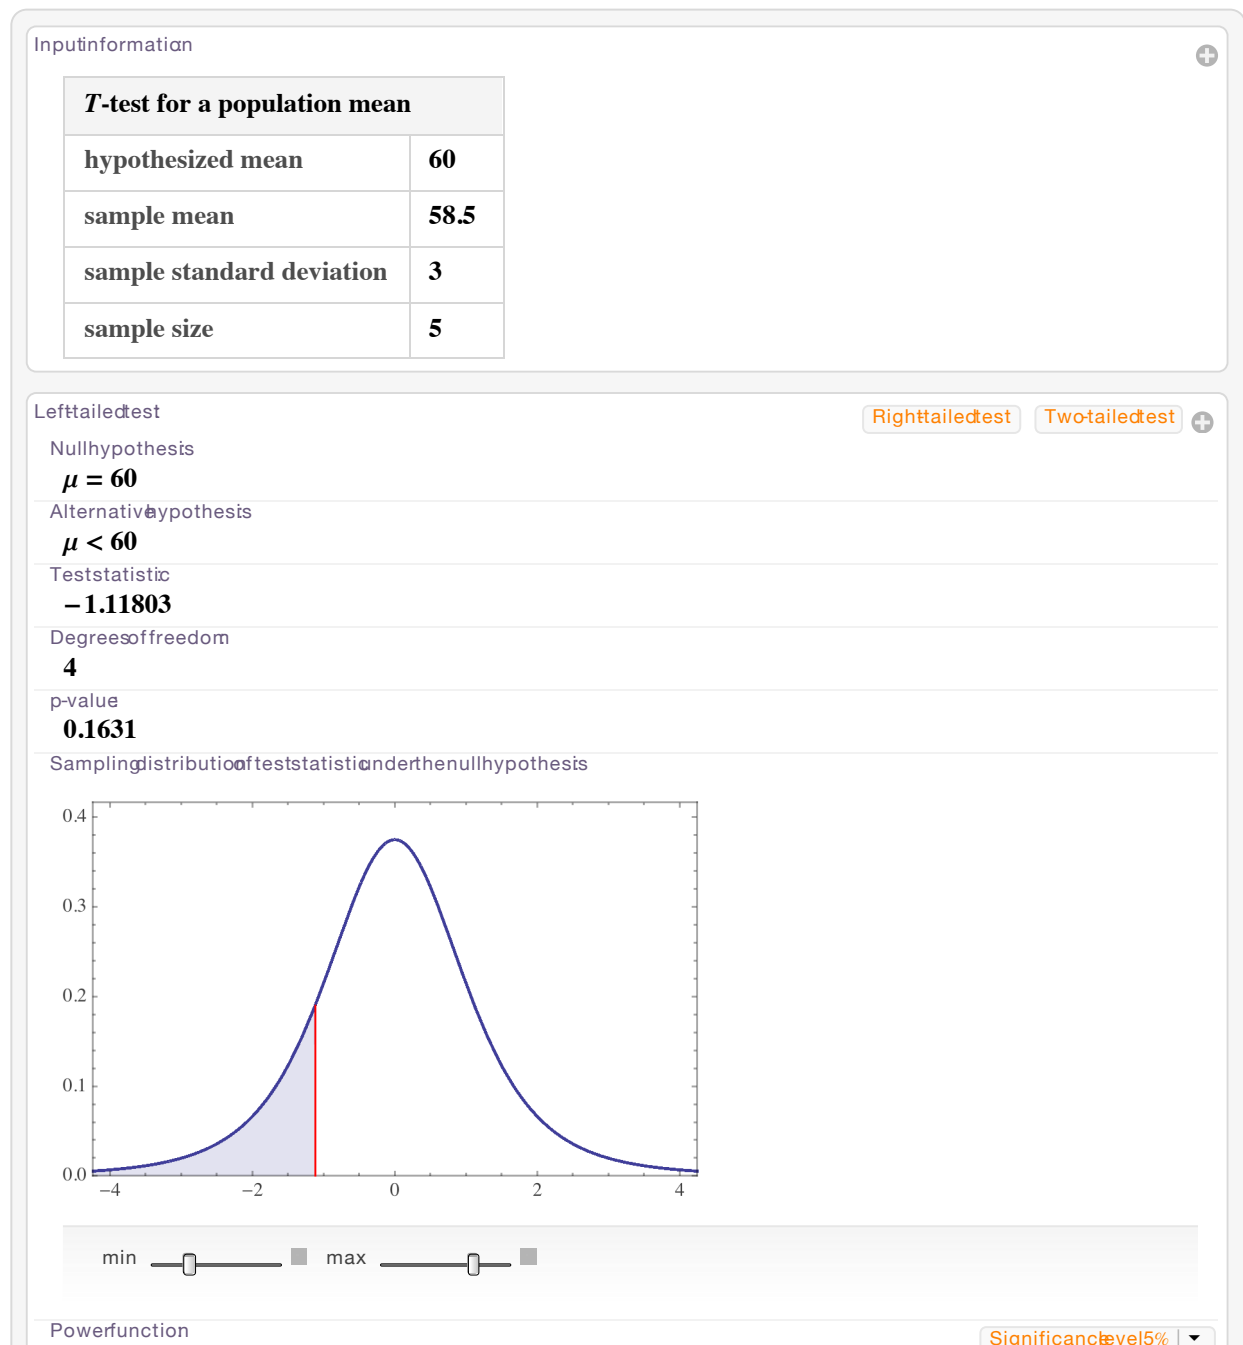 Input information
T-test for a population mean
hypothesized mean 60
sample mean 58.5
sample standard deviation 3
sample size 5
Left-tailed test
Right-tailed test Two-tailed test
Null hypothesis:
μ = 60
Alternative hypothesis:
μ < 60
Test statistic:
−1.11803
Degrees of freedom:
4
p-value:
0.1631
Sampling distribution of test statistic under the null hypothesis:
0.4
0.3
0.2
0.1
0.0
−4 −2 0 2 4
min max
Power function:
Significance level 5%